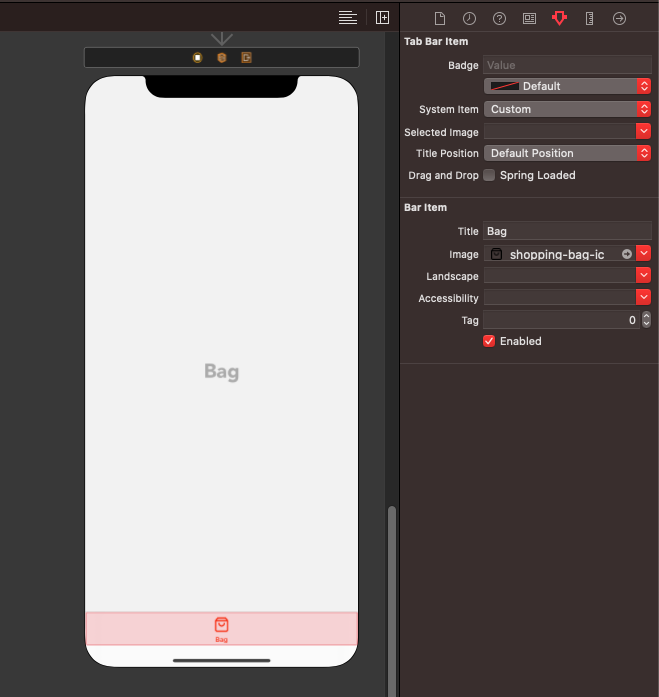 Tab Bar Item
Badge Value
Default
System Item Custom
Selected Image
Title Position Default Position
Drag and Drop Spring Loaded
Bar Item
Title Bag
Image shopping-bag-ic
Landscape
Accessibility
Tag 0
Enabled
Bag
Bag